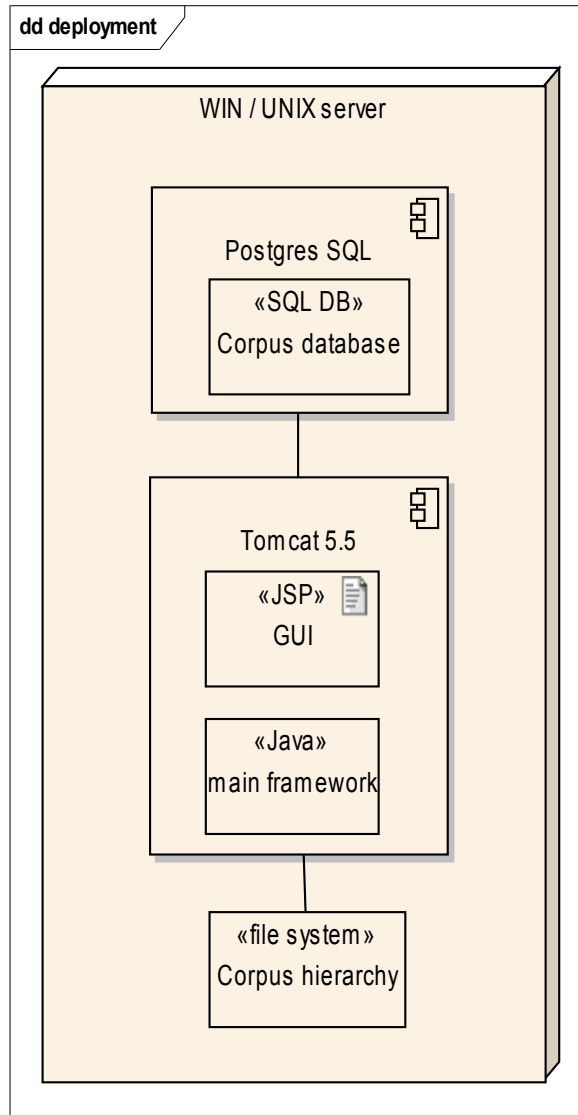 dd deployment
WIN / UNIX server
Postgres SQL
«SQL DB»
Corpus database
Tomcat 5.5
«JSP»
GUI
«Java»
main framework
«file system»
Corpus hierarchy